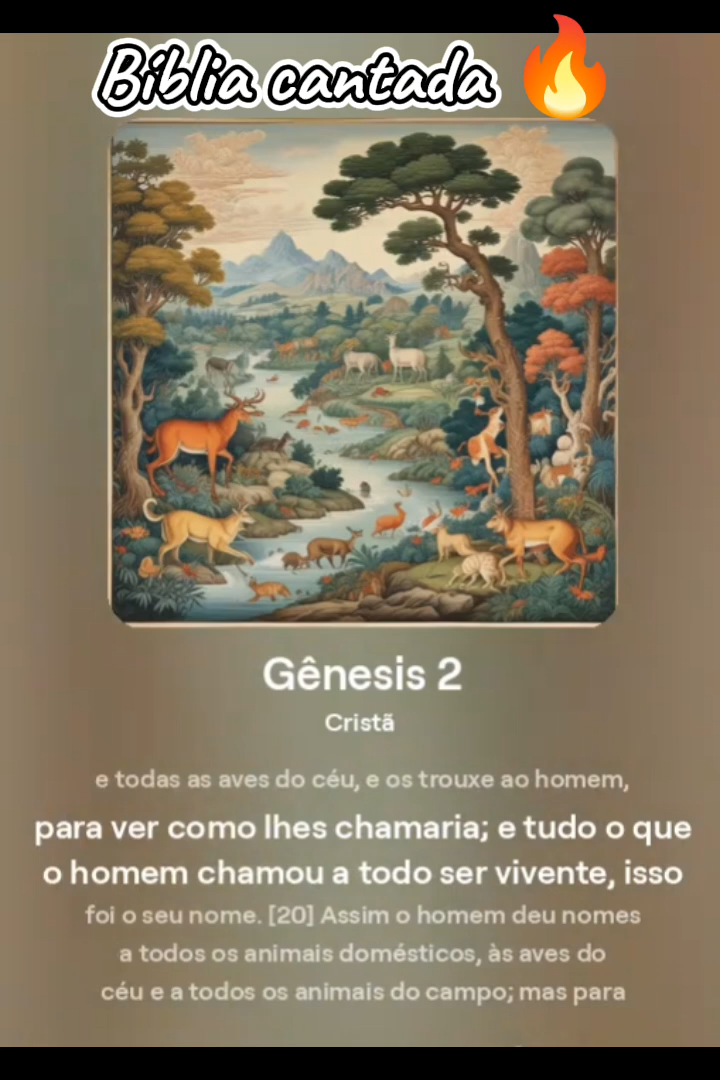 Bíblia cantada 🔥
Gênesis 2
Cristã
e todas as aves do céu, e os trouxe ao homem,
para ver como lhes chamaria; e tudo o que
o homem chamou a todo ser vivente, isso
foi o seu nome. [20] Assim o homem deu nomes
a todos os animais domésticos, às aves do
céu e a todos os animais do campo; mas para